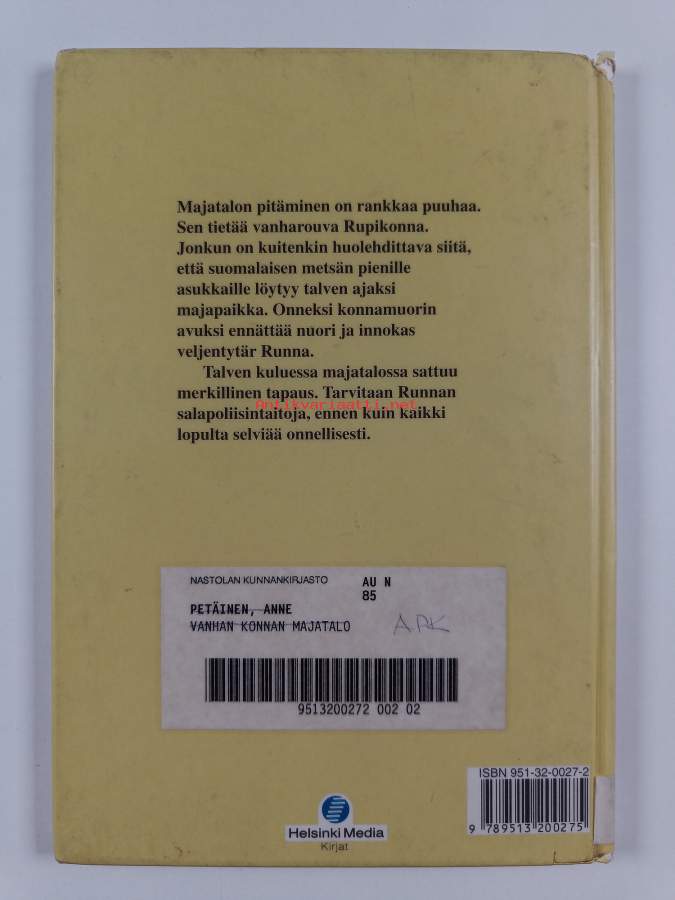 Majatalon pitäminen on rankkaa puuhaa.
Sen tietää vanharouva Rupikonna.
Jonkun on kuitenkin huolehdittava siitä,
että suomalaisen metsän pienille
asukkaille löytyy talven ajaksi
majapaikka. Onneksi konnamuorin
avuksi ennättää nuori ja innokas
veljentytär Runna.
Talven kuluessa majatalossa sattuu
merkillinen tapaus. Tarvitaan Runnan
Antikvariaatti.net
salapoliisintaitoja, ennen kuin kaikki
lopulta selviää onnellisesti.
NASTOLAN KUNNANKIRJASTO AU N
85
PETÄINEN, ANNE
VANHAN KONNAN MAJATALO ARK
9513200272 002 02
ISBN 951-32-0027-2
9 789513 200275
Helsinki Media
Kirjat